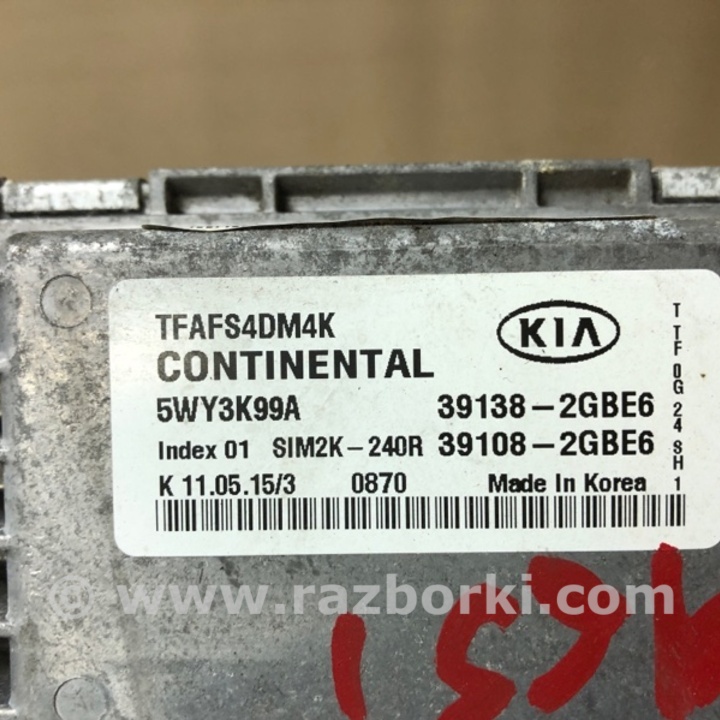 TFAFS4DM4K
KIA
CONTINENTAL
5WY3K99A 39138-2GBE6
Index 01 SIM2K-240R 39108-2GBE6
K 11.05.15/3 0870 Made In Korea
T TF 0G 24 SH 1
© www.razborki.com